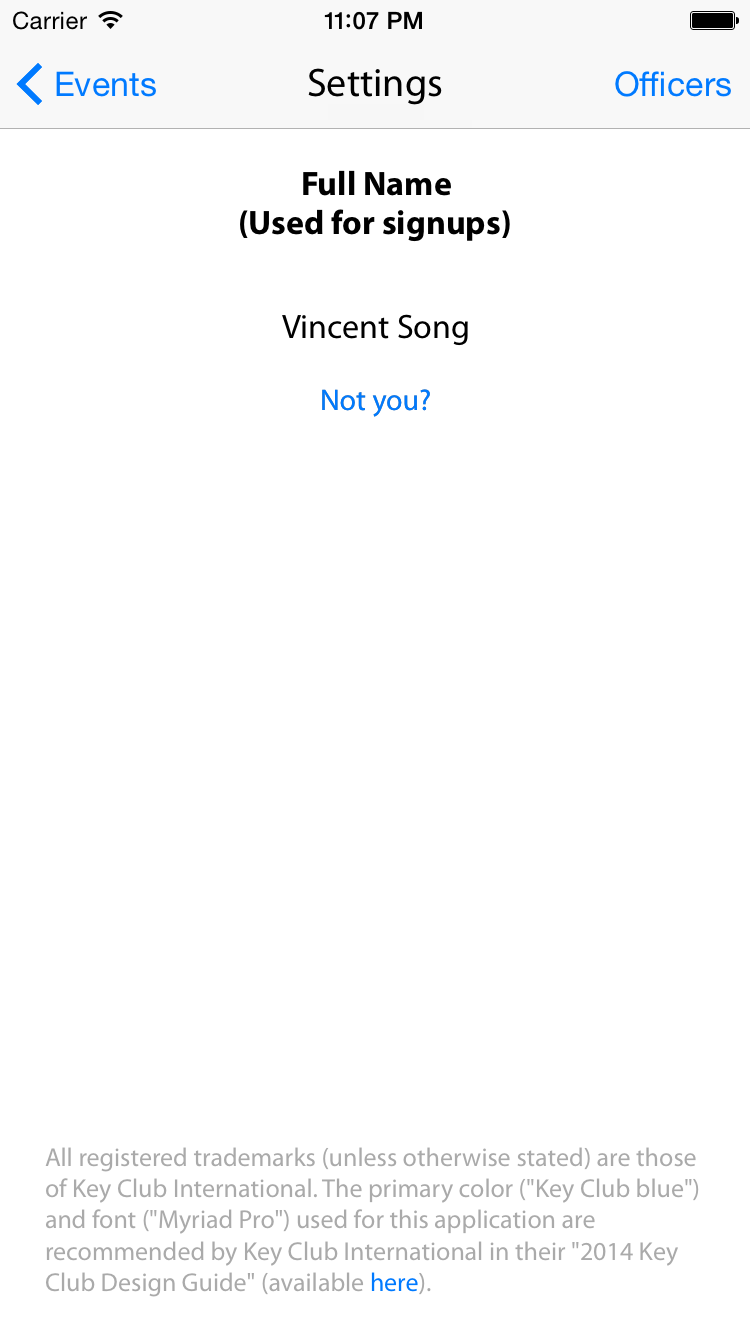 Carrier 11:07 PM
Events Settings Officers
Full Name
(Used for signups)
Vincent Song
Not you?
All registered trademarks (unless otherwise stated) are those
of Key Club International. The primary color ("Key Club blue")
and font ("Myriad Pro") used for this application are
recommended by Key Club International in their "2014 Key
Club Design Guide" (available here).